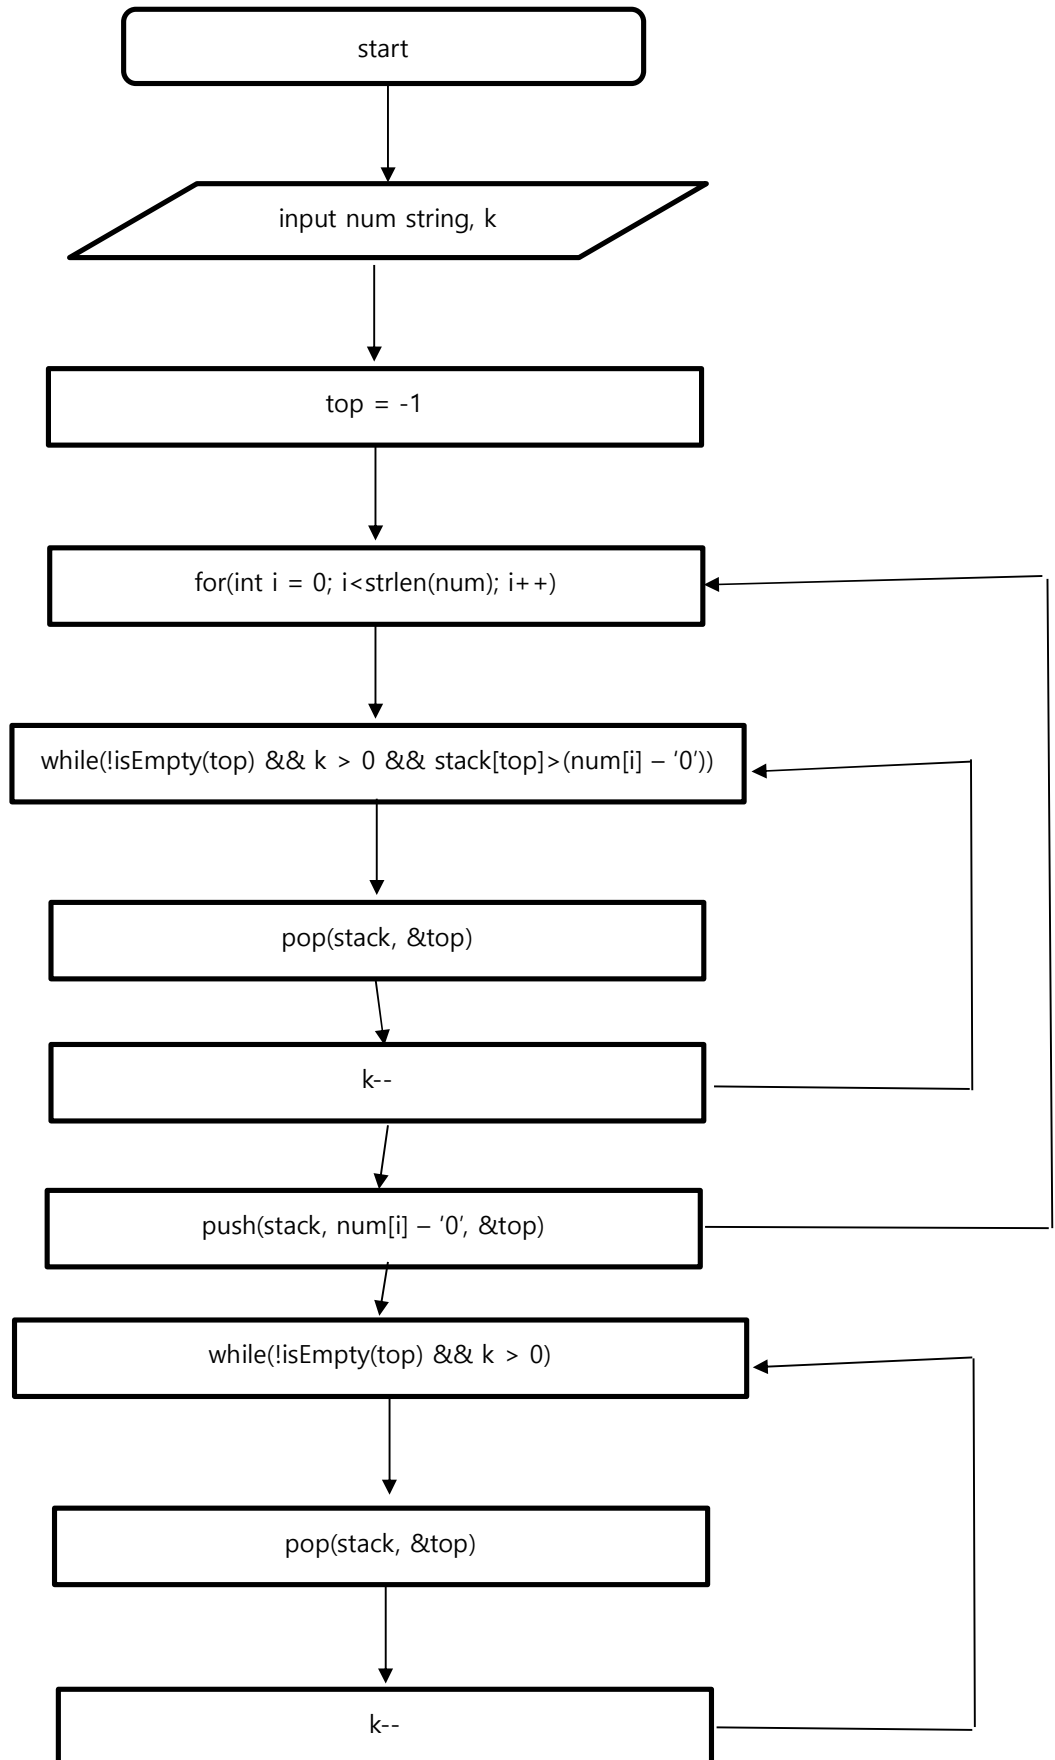 start
input num string, k
top = -1
for(int i = 0; i<strlen(num); i++)
while(!isEmpty(top) && k > 0 && stack[top]>(num[i] – ‘0’))
pop(stack, &top)
k--
push(stack, num[i] – ‘0’, &top)
while(!isEmpty(top) && k > 0)
pop(stack, &top)
k--